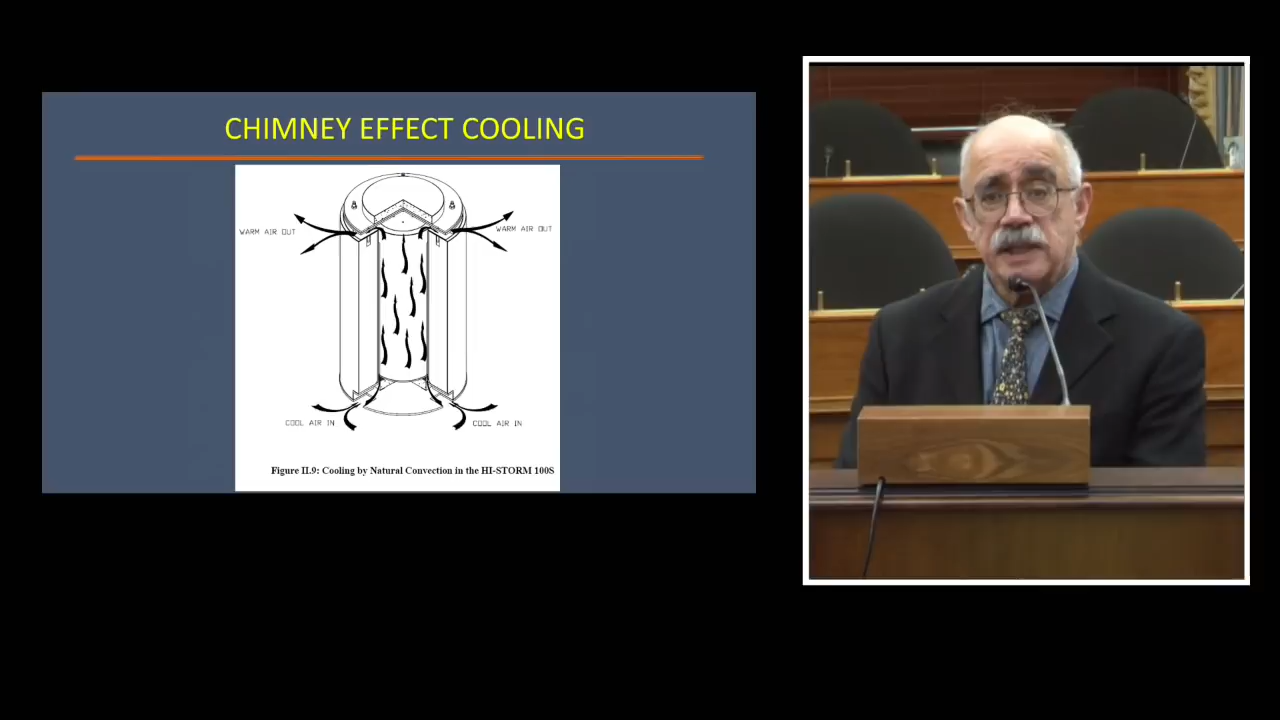 CHIMNEY EFFECT COOLING
WARM AIR OUT
WARM AIR OUT
COOL AIR IN
COOL AIR IN
Figure II.9: Cooling by Natural Convection in the HI-STORM 100S